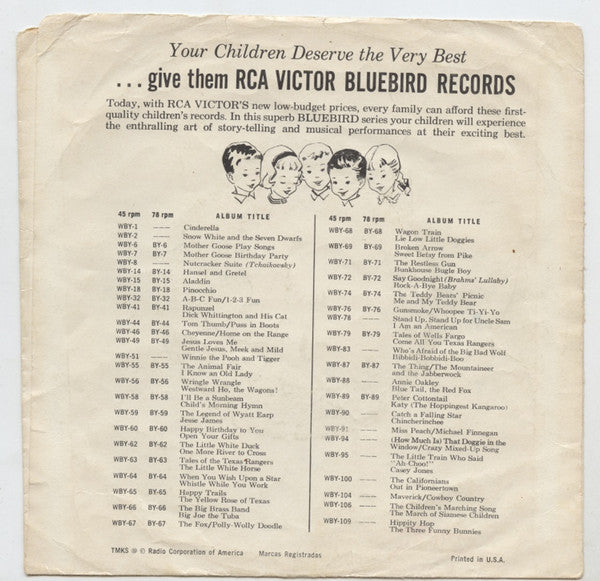 Your Children Deserve the Very Best
...give them RCA VICTOR BLUEBIRD RECORDS
Today, with RCA VICTOR'S new low-budget prices, every family can afford these first-
quality children's records. In this superb BLUEBIRD series your children will experience
the enthralling art of story-telling and musical performances at their exciting best.
45 rpm 78 rpm ALBUM TITLE
WBY-1 --- Cinderella
WBY-2 --- Snow White and the Seven Dwarfs
WBY-6 BY-6 Mother Goose Play Songs
WBY-7 BY-7 Mother Goose Birthday Party
WBY-8 --- Nutcracker Suite (Tchaikovsky)
WBY-14 BY-14 Hansel and Gretel
WBY-15 BY-15 Aladdin
WBY-18 BY-18 Pinocchio
WBY-32 BY-32 A-B-C Fun/1-2-3 Fun
WBY-41 BY-41 Rapunzel
Dick Whittington and His Cat
WBY-44 BY-44 Tom Thumb/Puss in Boots
WBY-46 BY-46 Cheyenne/Home on the Range
WBY-49 BY-49 Jesus Loves Me
Gentle Jesus, Meek and Mild
WBY-51 --- Winnie the Pooh and Tigger
WBY-55 BY-55 The Animal Fair
I Know an Old Lady
WBY-56 BY-56 Wringle Wrangle
Westward Ho, the Wagons!
WBY-58 BY-58 I'll Be a Sunbeam
Child's Morning Hymn
WBY-59 BY-59 The Legend of Wyatt Earp
Jesse James
WBY-60 BY-60 Happy Birthday to You
Open Your Gifts
WBY-62 BY-62 The Little White Duck
One More River to Cross
WBY-63 BY-63 Tales of the Texas Rangers
The Little White Horse
WBY-64 BY-64 When You Wish Upon a Star
Whistle While You Work
WBY-65 BY-65 Happy Trails
The Yellow Rose of Texas
WBY-66 BY-66 The Big Brass Band
Big Joe the Tuba
WBY-67 BY-67 The Fox/Polly-Wolly Doodle
45 rpm 78 rpm ALBUM TITLE
WBY-68 BY-68 Wagon Train
Lie Low Little Doggies
WBY-69 BY-69 Broken Arrow
Sweet Betsy from Pike
WBY-71 BY-71 The Restless Gun
Bunkhouse Bugle Boy
WBY-72 BY-72 Say Goodnight (Brahms' Lullaby)
Rock-A-Bye Baby
WBY-74 BY-74 The Teddy Bears' Picnic
Me and My Teddy Bear
WBY-76 BY-76 Gunsmoke/Whoopee Ti-Yi-Yo
WBY-78 --- Stand Up, Stand Up for Uncle Sam
I Am an American
WBY-79 BY-79 Tales of Wells Fargo
Come All You Texas Rangers
WBY-83 --- Who's Afraid of the Big Bad Wolf
Bibbidi-Bobbidi-Boo
WBY-87 BY-87 The Thing/The Mountaineer
and the Jabberwock
WBY-88 --- Annie Oakley
Blue Tail, the Red Fox
WBY-89 BY-89 Peter Cottontail
Katy (The Hoppingest Kangaroo)
WBY-90 --- Catch a Falling Star
Chincherinchee
WBY-91 --- Miss Peach/Michael Finnegan
WBY-94 --- (How Much Is) That Doggie in the
Window/Crazy Mixed-Up Song
WBY-95 --- The Little Train Who Said
"Ah Choo!"
Casey Jones
WBY-100 --- The Californians
Out in Pioneertown
WBY-104 --- Maverick/Cowboy Country
WBY-106 --- The Children's Marching Song
The March of Siamese Children
WBY-109 --- Hippity Hop
The Three Funny Bunnies
TMKS ® © Radio Corporation of America Marcas Registradas
Printed in U.S.A.